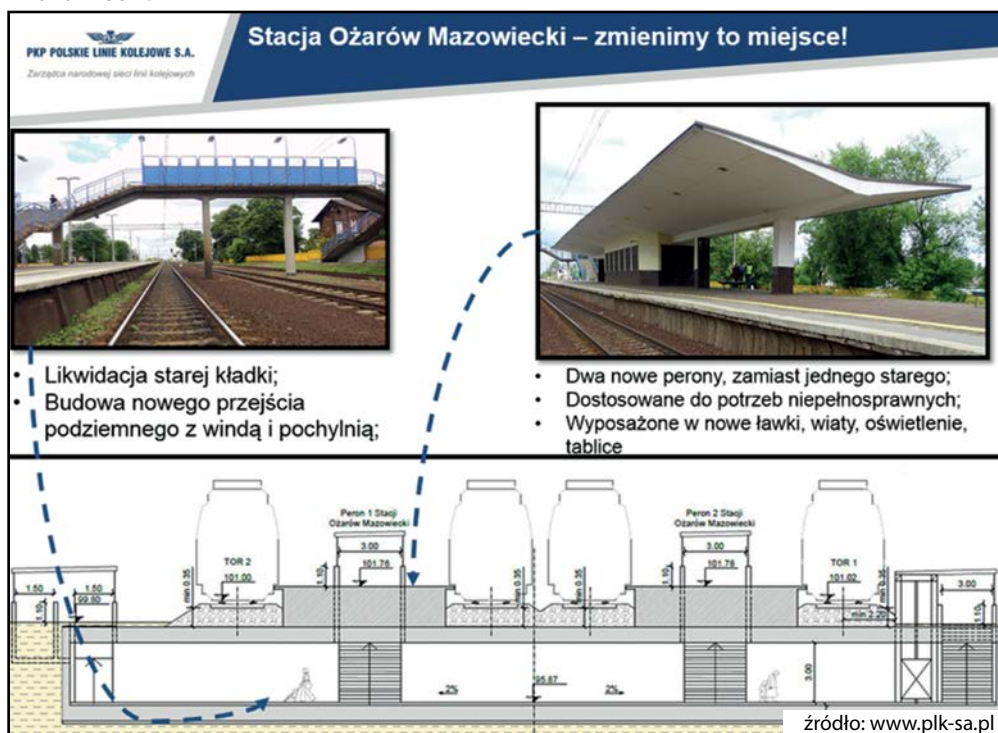 PKP POLSKIE LINIE KOLEJOWE S.A.
Zarządca narodowej sieci linii kolejowych
Stacja Ożarów Mazowiecki – zmienimy to miejsce!
• Likwidacja starej kładki;
• Budowa nowego przejścia
podziemnego z windą i pochylnią;
• Dwa nowe perony, zamiast jednego starego;
• Dostosowane do potrzeb niepełnosprawnych;
• Wyposażone w nowe ławki, wiaty, oświetlenie,
tablice
Peron 1 Stacji
Ożarów Mazowiecki
Peron 2 Stacji
Ożarów Mazowiecki
3.00
3.00
TOR 2
101.00
1.10
101.76
min 0.35
min 0.35
min 0.35
1.10
101.76
TOR 1
101.02
min 0.35
1.50
1.50
99.80
1.10
3.00
1.10
min 2.20
2%
95.87
2%
3.00
źródło: www.plk-sa.pl